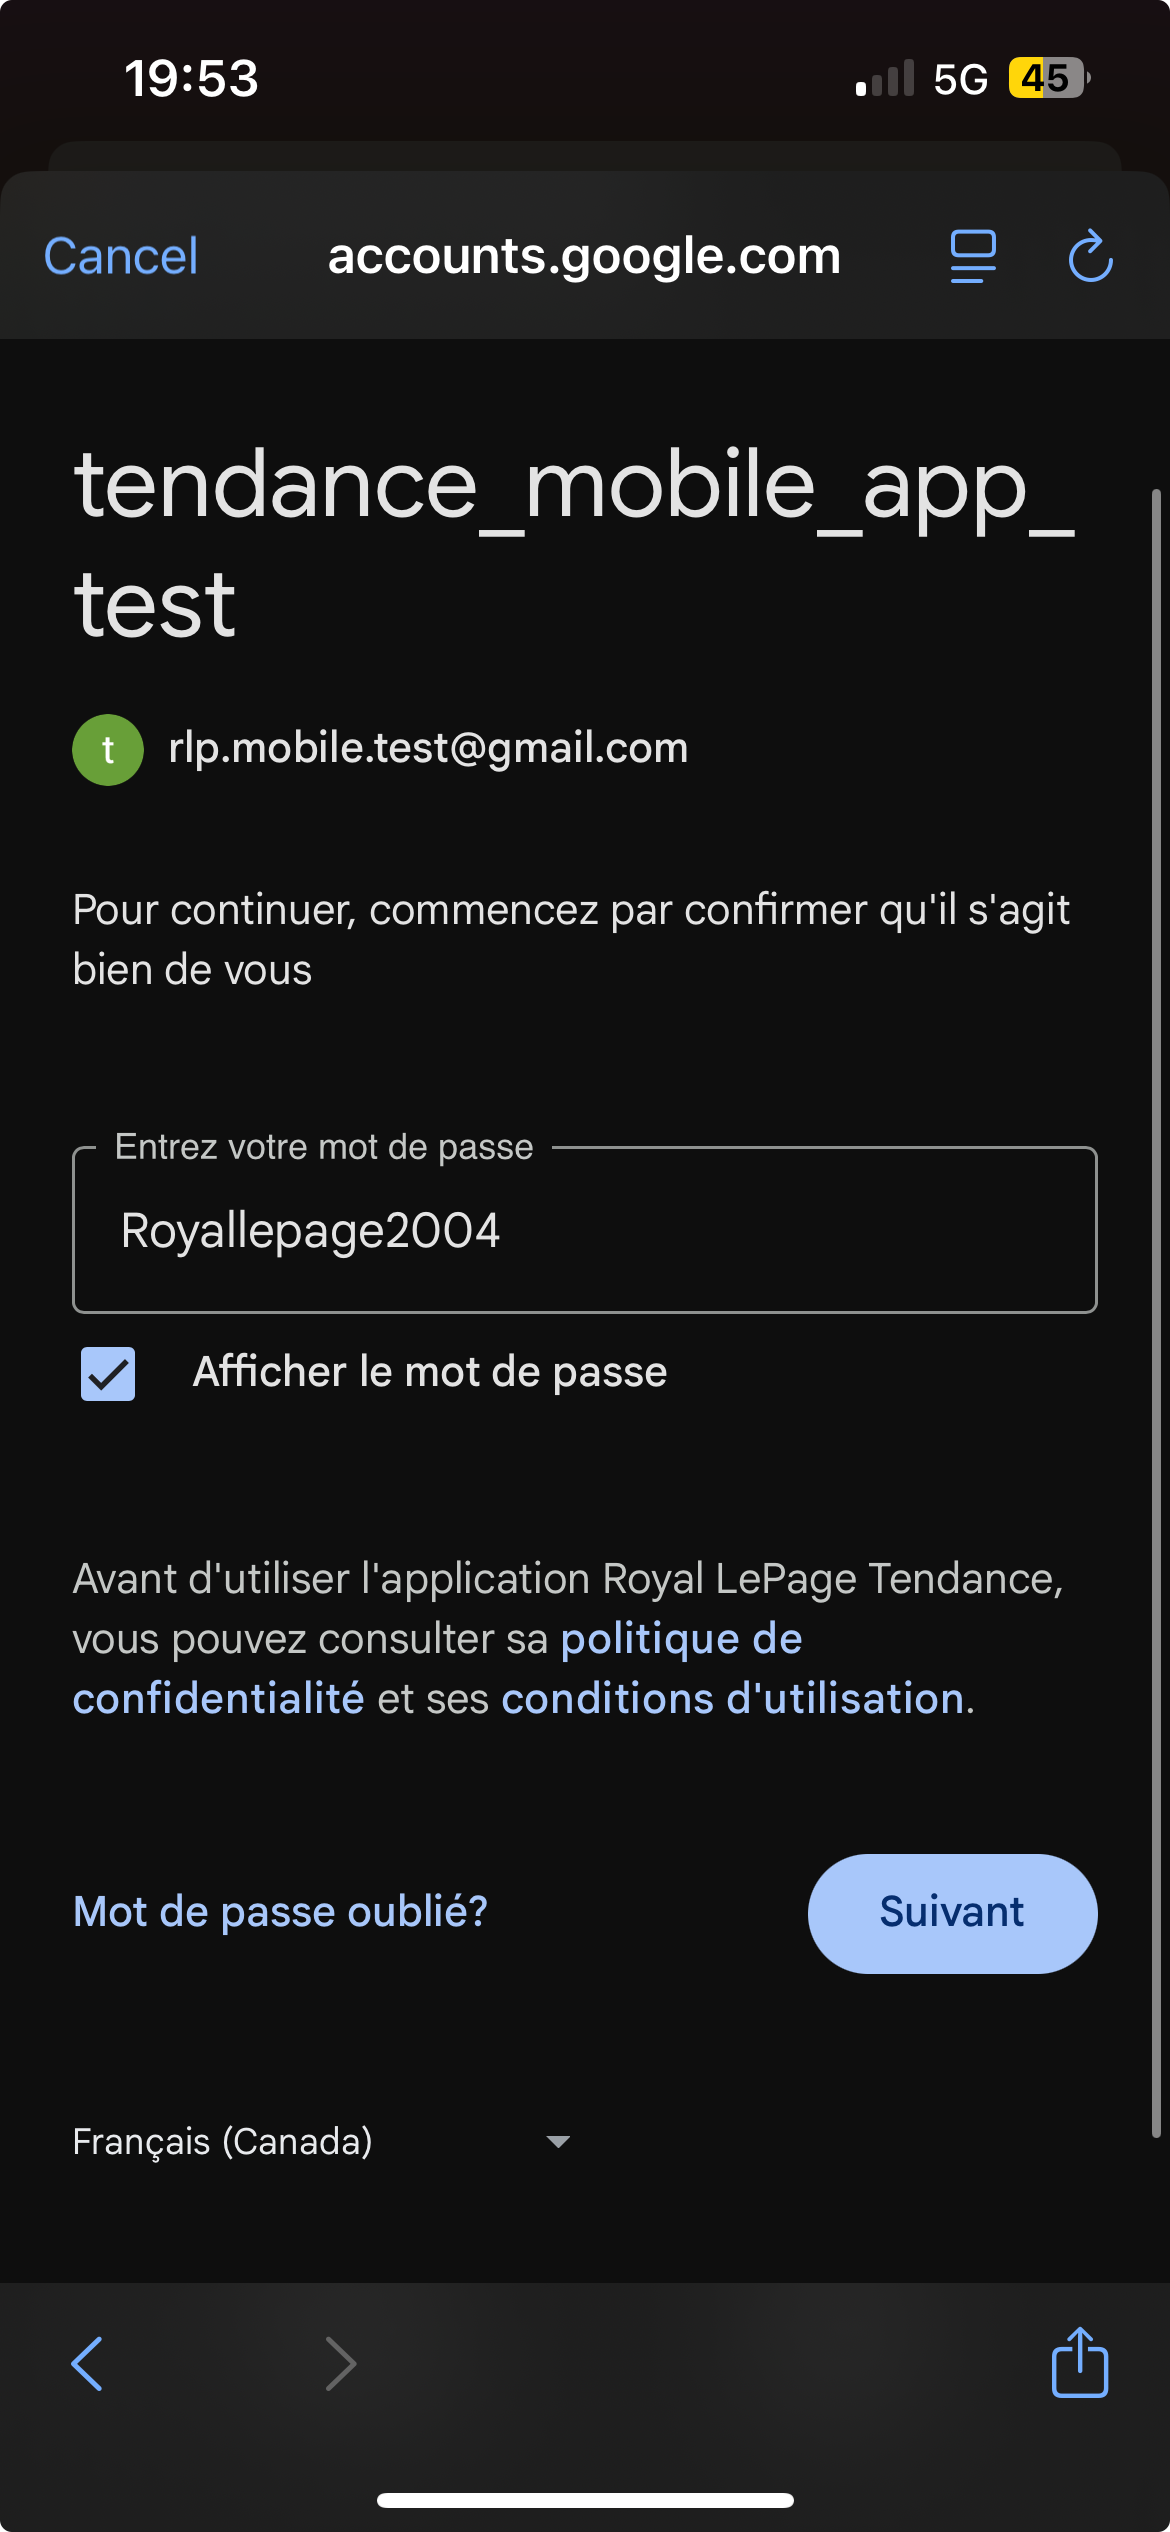 19:53
5G
45
Cancel
accounts.google.com
tendance_mobile_app_
test
t
rlp.mobile.test@gmail.com
Pour continuer, commencez par confirmer qu'il s'agit
bien de vous
Entrez votre mot de passe
Royallepage2004
Afficher le mot de passe
Avant d'utiliser l'application Royal LePage Tendance,
vous pouvez consulter sa politique de
confidentialité et ses conditions d'utilisation.
Mot de passe oublié?
Suivant
Français (Canada)